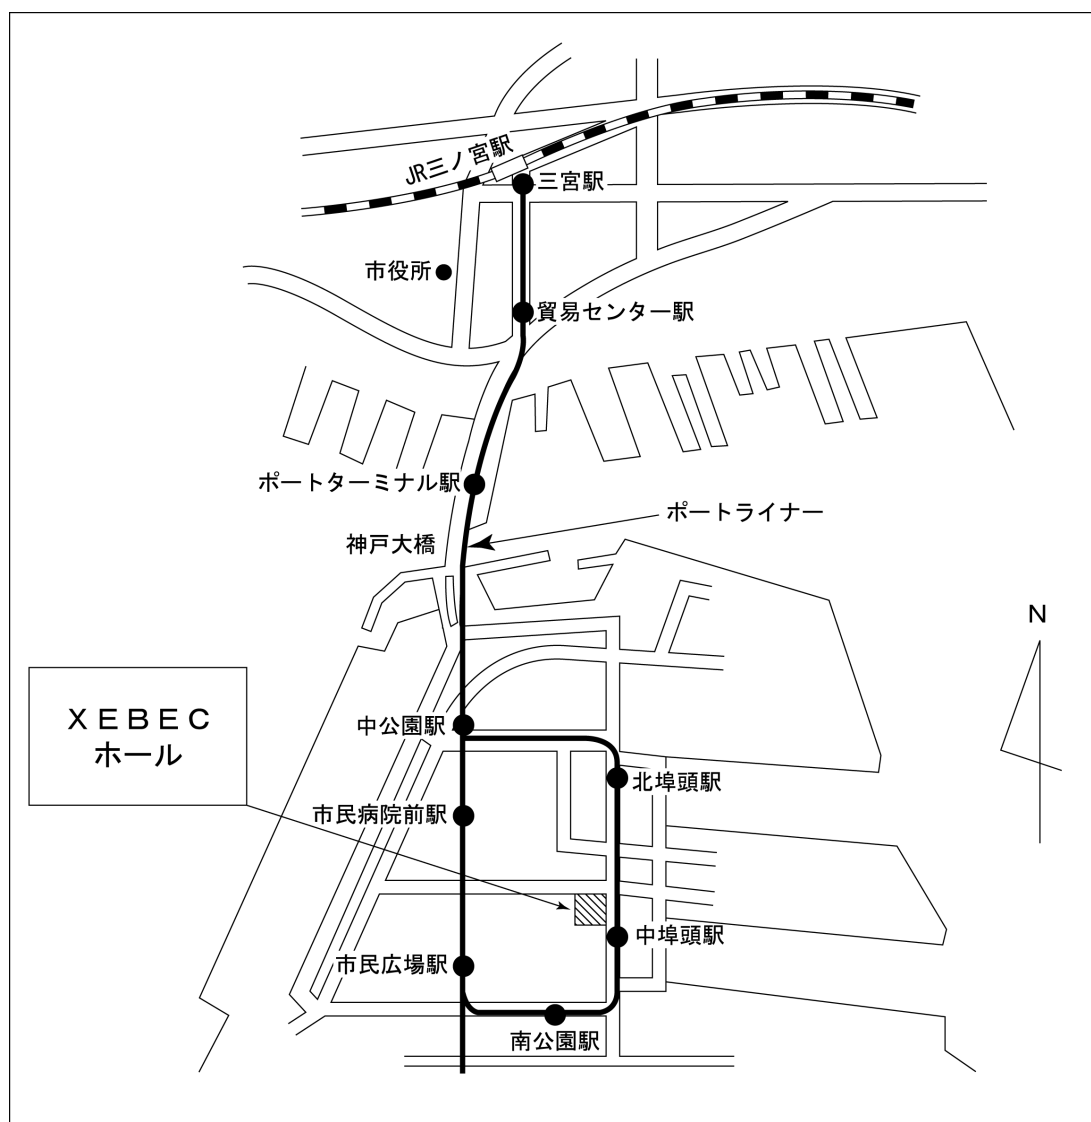 JR三ノ宮駅
三宮駅
市役所
貿易センター駅
ポートターミナル駅
ポートライナー
神戸大橋
N
ＸＥＢＥＣ
ホール
中公園駅
北埠頭駅
市民病院前駅
中埠頭駅
市民広場駅
南公園駅